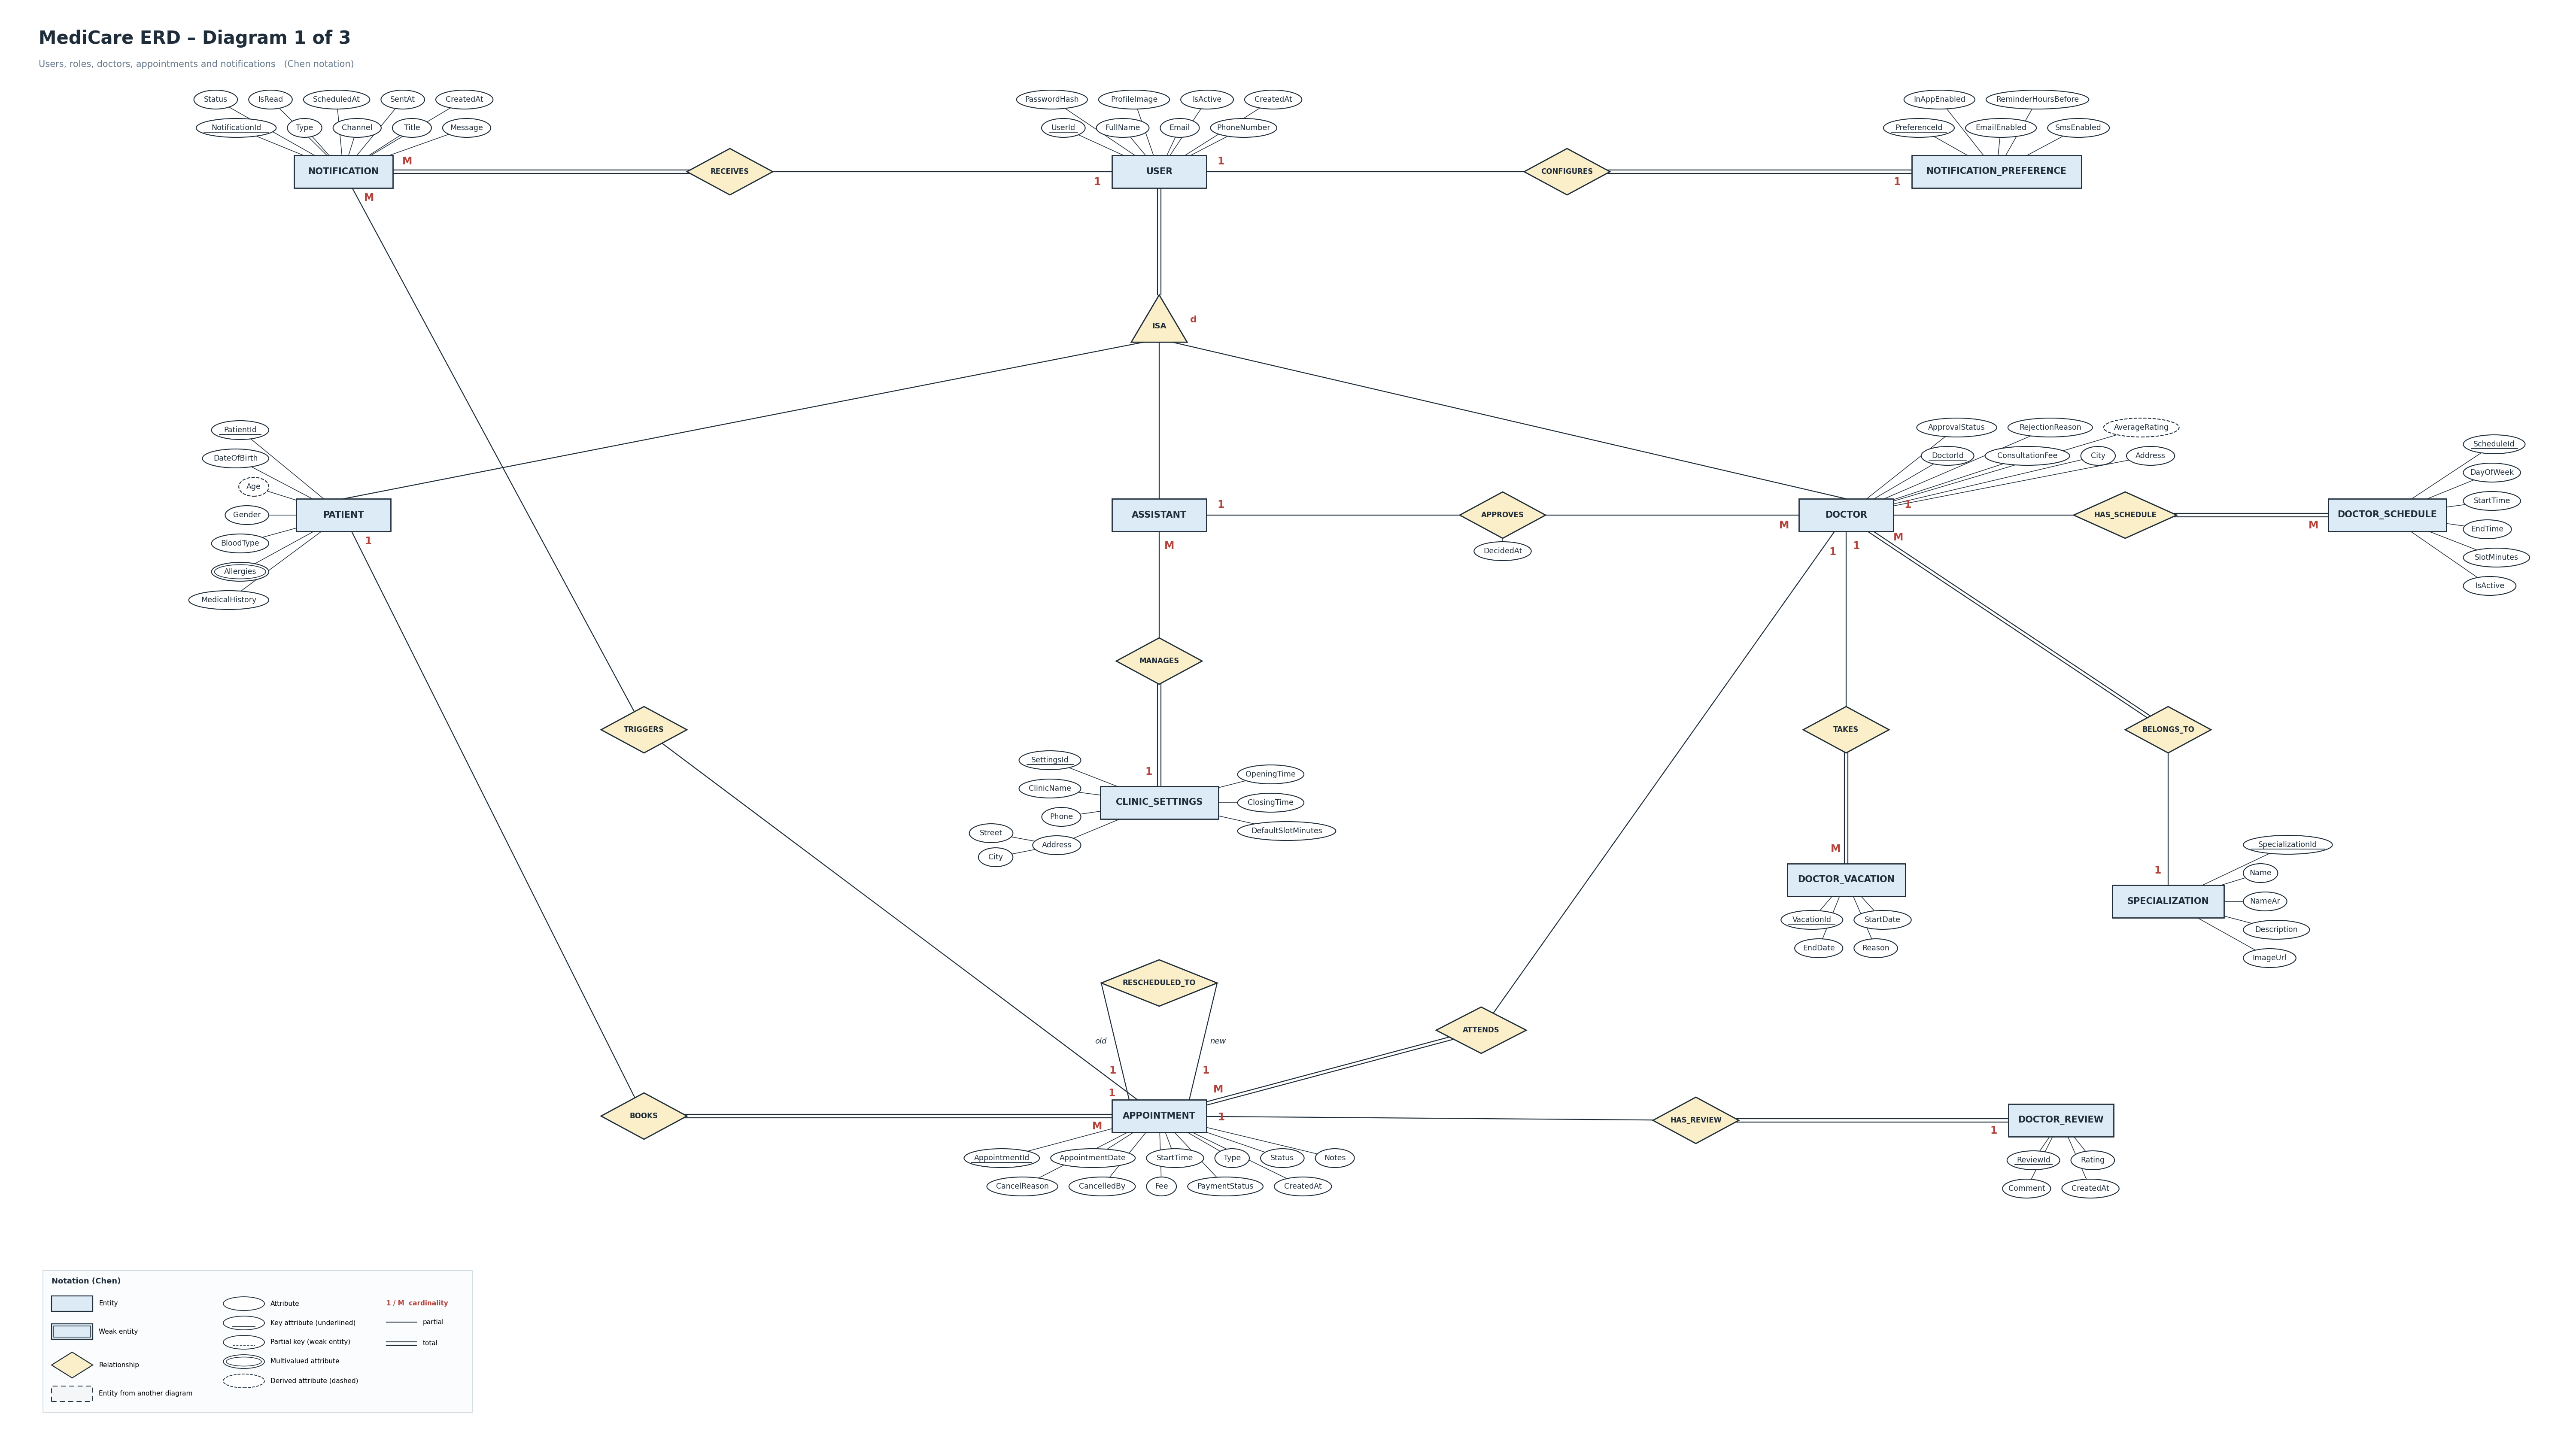 MediCare ERD – Diagram 1 of 3
Users, roles, doctors, appointments and notifications (Chen notation)
Status
IsRead
ScheduledAt
SentAt
CreatedAt
NotificationId
Type
Channel
Title
Message
NOTIFICATION
M
M
RECEIVES
PasswordHash
ProfileImage
IsActive
CreatedAt
UserId
FullName
Email
PhoneNumber
USER
1
1
CONFIGURES
InAppEnabled
ReminderHoursBefore
PreferenceId
EmailEnabled
SmsEnabled
NOTIFICATION_PREFERENCE
1
ISA
d
PatientId
DateOfBirth
Age
Gender
BloodType
Allergies
MedicalHistory
PATIENT
1
ASSISTANT
1
M
APPROVES
DecidedAt
ApprovalStatus
RejectionReason
AverageRating
DoctorId
ConsultationFee
City
Address
DOCTOR
M
1
M
1
1
HAS_SCHEDULE
M
DOCTOR_SCHEDULE
ScheduleId
DayOfWeek
StartTime
EndTime
SlotMinutes
IsActive
MANAGES
TRIGGERS
TAKES
BELONGS_TO
1
SettingsId
ClinicName
Phone
Street
City
Address
CLINIC_SETTINGS
OpeningTime
ClosingTime
DefaultSlotMinutes
M
DOCTOR_VACATION
VacationId
StartDate
EndDate
Reason
1
SPECIALIZATION
SpecializationId
Name
NameAr
Description
ImageUrl
RESCHEDULED_TO
old
new
1
1
ATTENDS
BOOKS
1
M
M
1
APPOINTMENT
HAS_REVIEW
1
DOCTOR_REVIEW
AppointmentId
AppointmentDate
StartTime
Type
Status
Notes
CancelReason
CancelledBy
Fee
PaymentStatus
CreatedAt
ReviewId
Rating
Comment
CreatedAt
Notation (Chen)
Entity
Weak entity
Relationship
Entity from another diagram
Attribute
Key attribute (underlined)
Partial key (weak entity)
Multivalued attribute
Derived attribute (dashed)
1 / M cardinality
partial
total